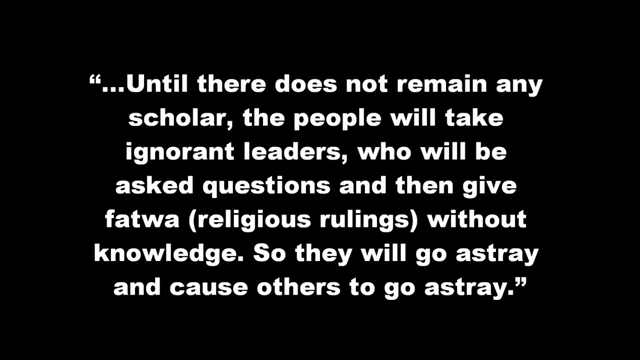 “...Until there does not remain any
scholar, the people will take
ignorant leaders, who will be
asked questions and then give
fatwa (religious rulings) without
knowledge. So they will go astray
and cause others to go astray.”